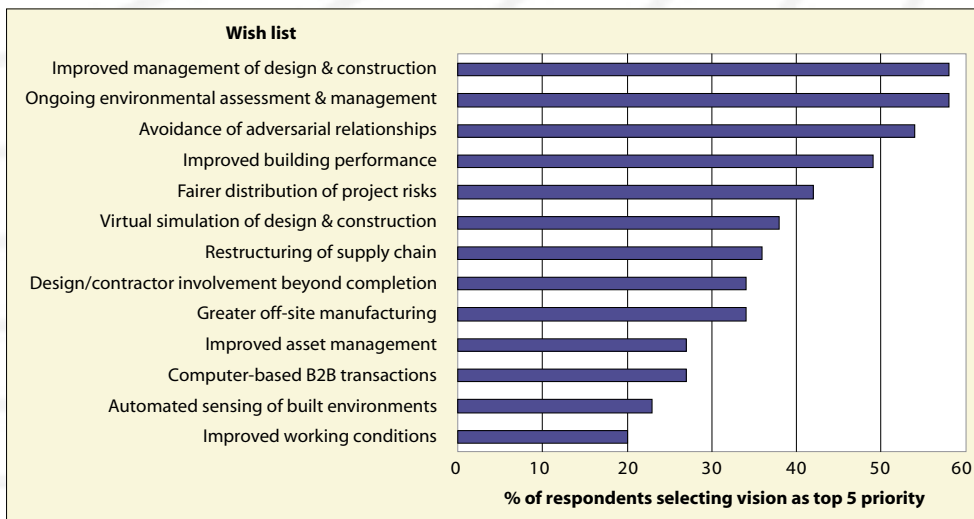 Wish list
Improved management of design & construction
Ongoing environmental assessment & management
Avoidance of adversarial relationships
Improved building performance
Fairer distribution of project risks
Virtual simulation of design & construction
Restructuring of supply chain
Design/contractor involvement beyond completion
Greater off-site manufacturing
Improved asset management
Computer-based B2B transactions
Automated sensing of built environments
Improved working conditions
0 10 20 30 40 50 60
% of respondents selecting vision as top 5 priority